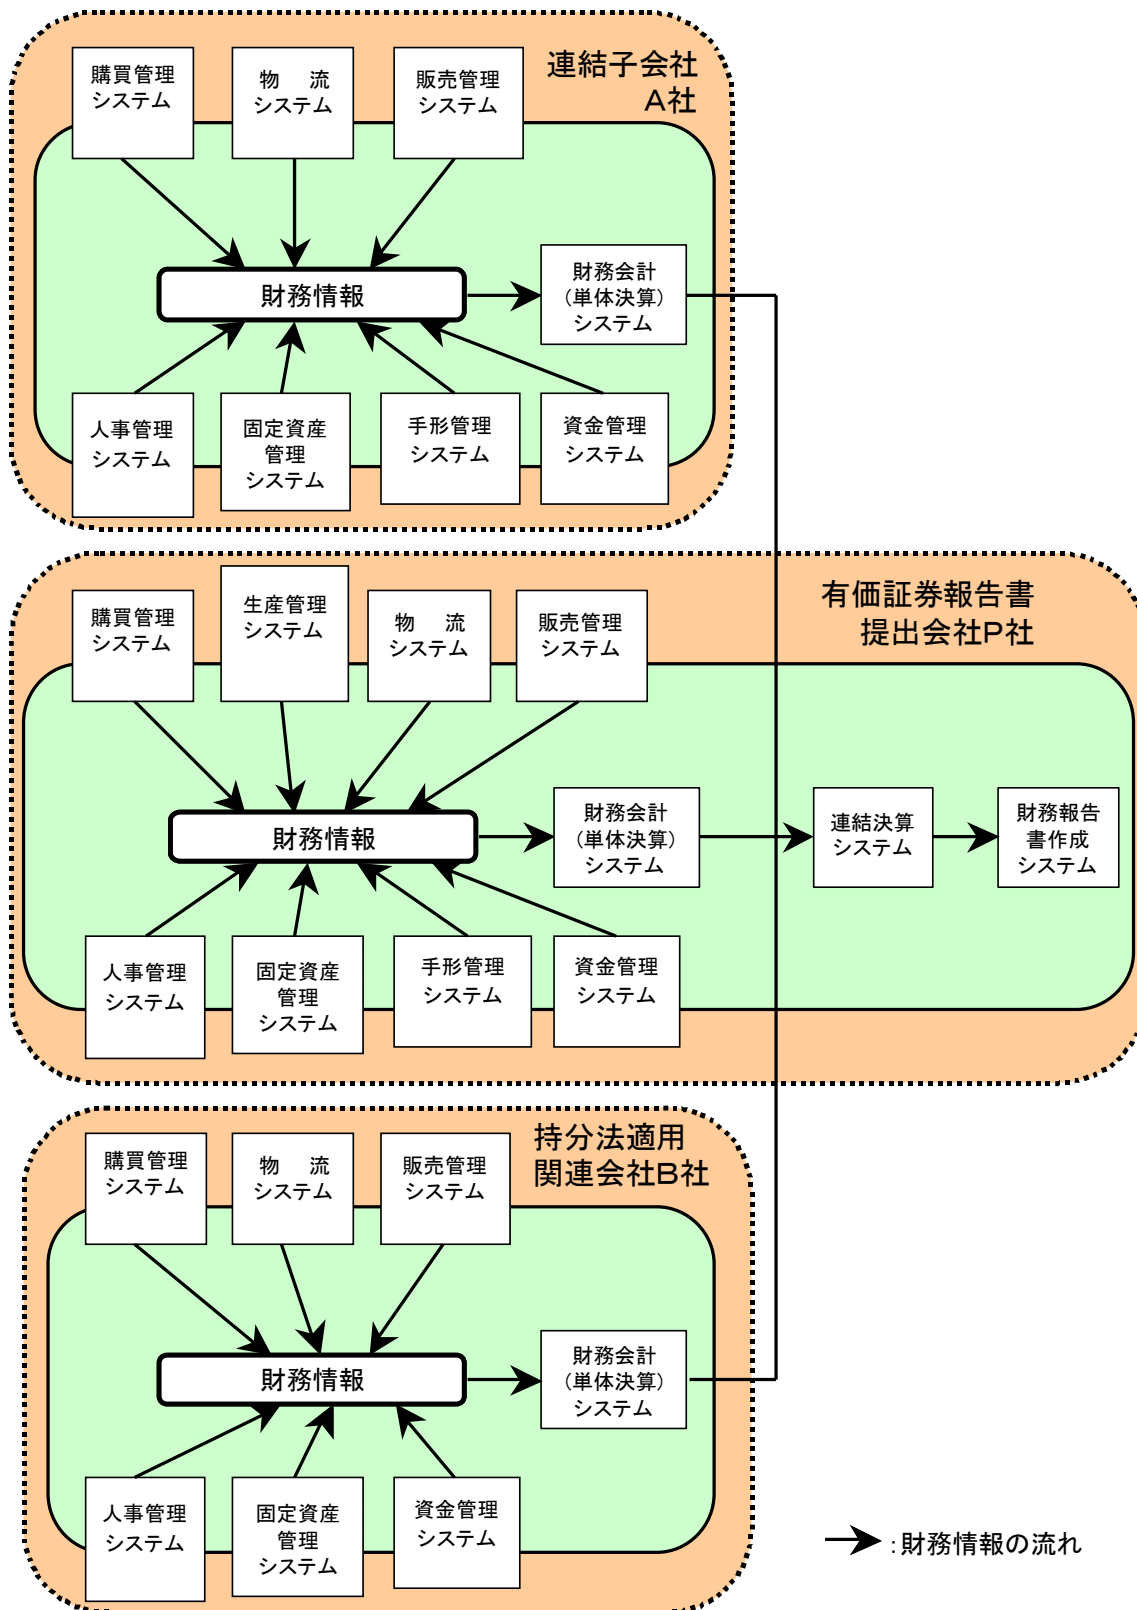 連結子会社
A社
購買管理
システム
物　流
システム
販売管理
システム
財務情報
財務会計
（単体決算）
システム
人事管理
システム
固定資産
管理
システム
手形管理
システム
資金管理
システム
有価証券報告書
提出会社P社
購買管理
システム
生産管理
システム
物　流
システム
販売管理
システム
財務情報
財務会計
（単体決算）
システム
連結決算
システム
財務報告
書作成
システム
人事管理
システム
固定資産
管理
システム
手形管理
システム
資金管理
システム
持分法適用
関連会社B社
購買管理
システム
物　流
システム
販売管理
システム
財務情報
財務会計
（単体決算）
システム
人事管理
システム
固定資産
管理
システム
資金管理
システム
：財務情報の流れ